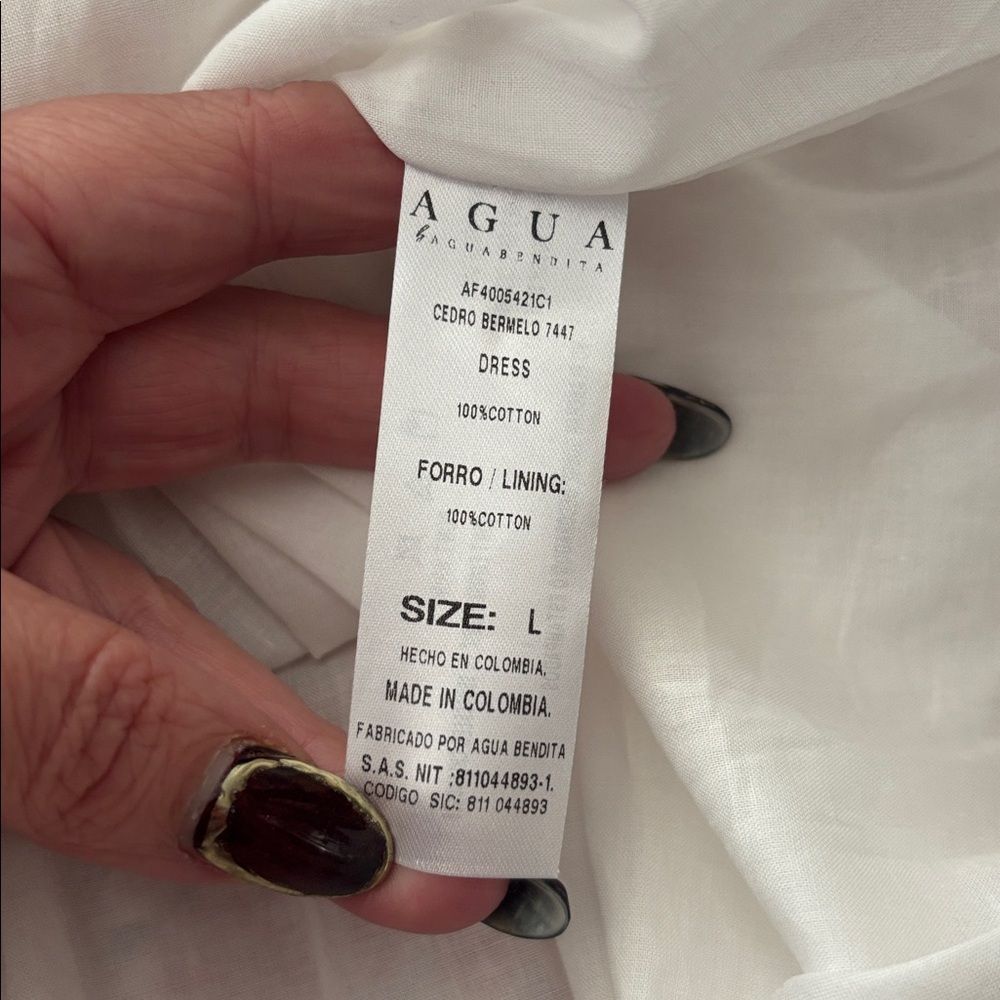 AGUA
by AGUABENDITA
AF4005421C1
CEDRO BERMELO 7447
DRESS
100%COTTON
FORRO / LINING:
100%COTTON
SIZE: L
HECHO EN COLOMBIA.
MADE IN COLOMBIA.
FABRICADO POR AGUA BENDITA
S.A.S. NIT :811044893-1.
CODIGO SIC: 811 044893